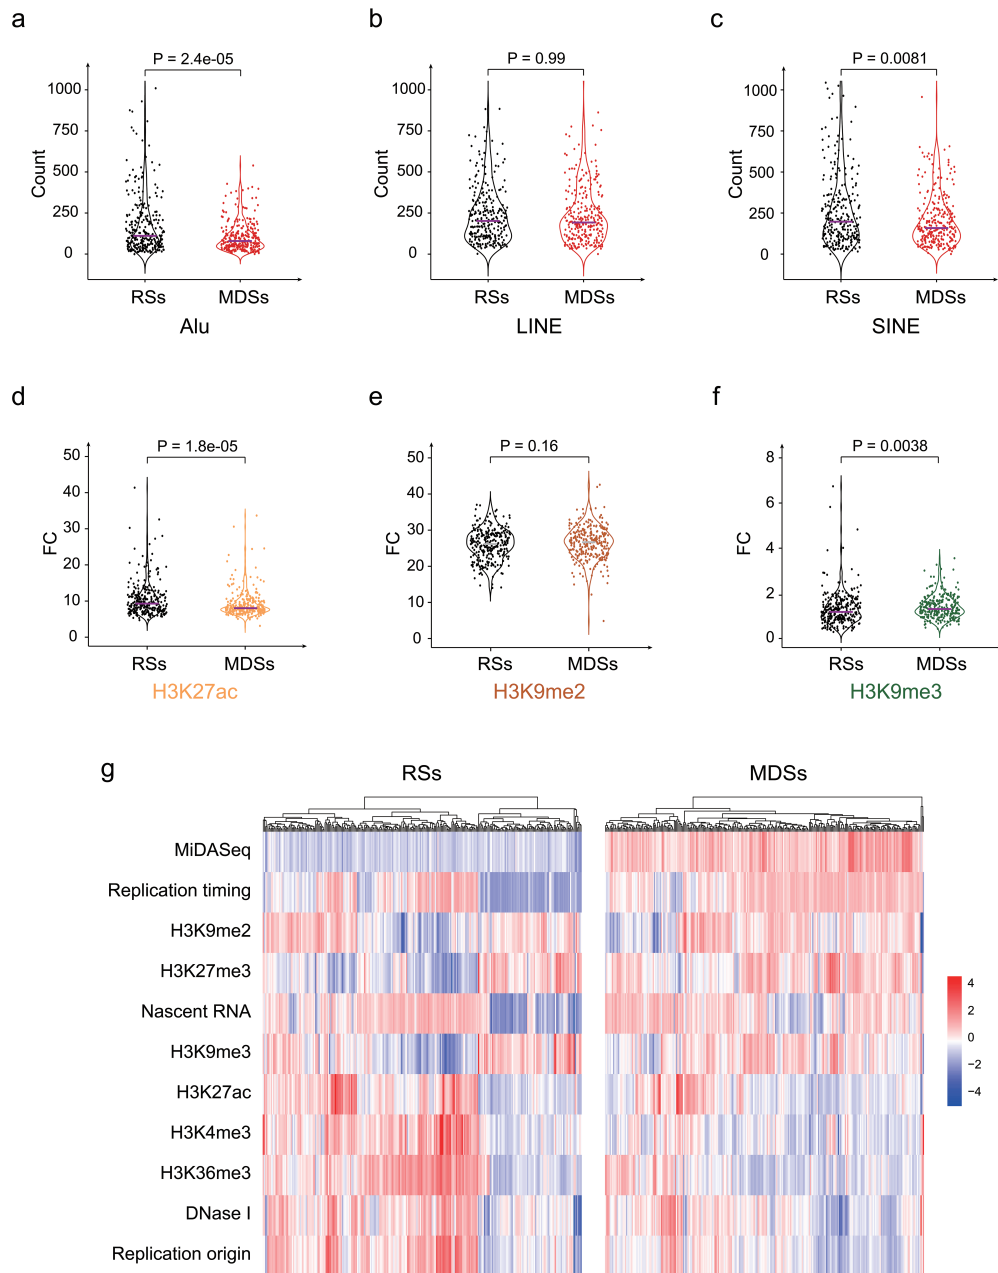 a
P = 2.4e-05
1000
750
500
250
0
Count
RSs MDSs
Alu
b
P = 0.99
1000
750
500
250
0
Count
RSs MDSs
LINE
c
P = 0.0081
1000
750
500
250
0
Count
RSs MDSs
SINE
d
P = 1.8e-05
50
40
30
20
10
0
FC
RSs MDSs
H3K27ac
e
P = 0.16
50
40
30
20
10
0
FC
RSs MDSs
H3K9me2
f
P = 0.0038
8
6
4
2
0
FC
RSs MDSs
H3K9me3
g
RSs MDSs
MiDASeq
Replication timing
H3K9me2
H3K27me3
Nascent RNA
H3K9me3
H3K27ac
H3K4me3
H3K36me3
DNase I
Replication origin
4
2
0
−2
−4